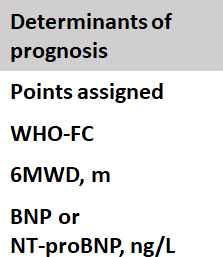 Determinants of
prognosis
Points assigned
WHO-FC
6MWD, m
BNP or
NT-proBNP, ng/L